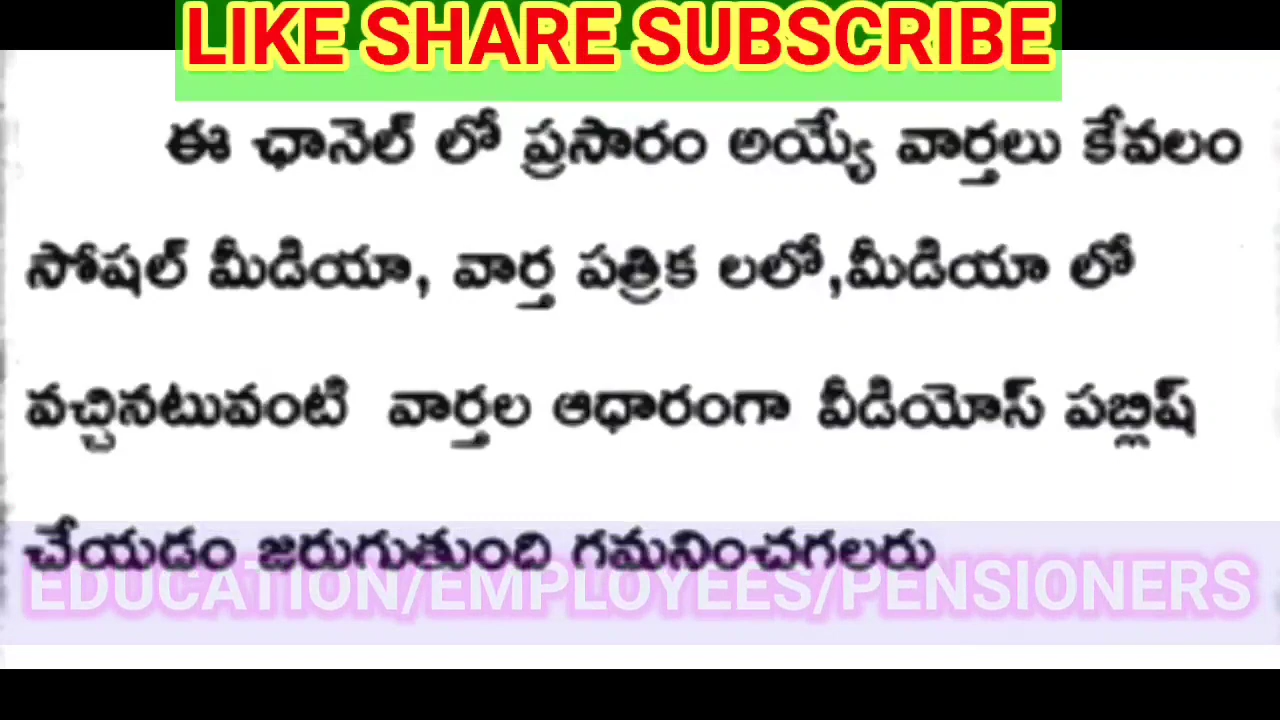 LIKE SHARE SUBSCRIBE
ఈ ఛానెల్ లో ప్రసారం అయ్యే వార్తలు కేవలం
సోషల్ మీడియా, వార్త పత్రిక లలో,మీడియా లో
వచ్చినటువంటి వార్తల ఆధారంగా వీడియోస్ పబ్లిష్
చేయడం జరుగుతుంది గమనించగలరు
EDUCATION/EMPLOYEES/PENSIONERS